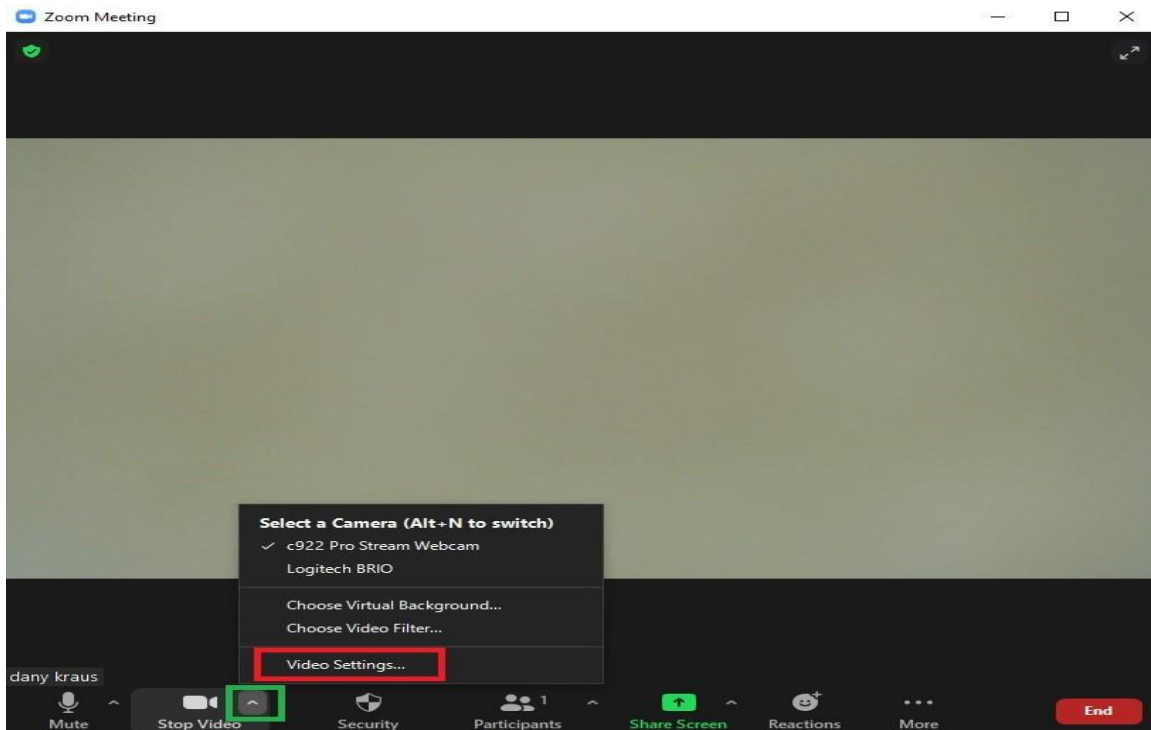 Zoom Meeting
Select a Camera (Alt+N to switch)
c922 Pro Stream Webcam
Logitech BRIO
Choose Virtual Background...
Choose Video Filter...
Video Settings...
dany kraus
1
Mute
Stop Video
Security
Participants
Share Screen
Reactions
More
End